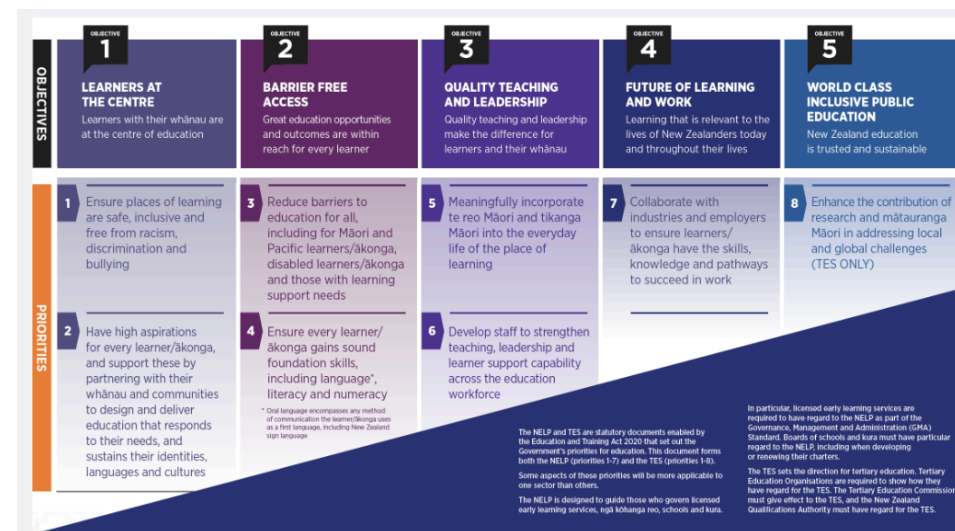 OBJECTIVES
OBJECTIVE
1
LEARNERS AT
THE CENTRE
Learners with their whānau are
at the centre of education
OBJECTIVE
2
BARRIER FREE
ACCESS
Great education opportunities
and outcomes are within
reach for every learner
OBJECTIVE
3
QUALITY TEACHING
AND LEADERSHIP
Quality teaching and leadership
make the difference for
learners and their whānau
OBJECTIVE
4
FUTURE OF LEARNING
AND WORK
Learning that is relevant to the
lives of New Zealanders today
and throughout their lives
OBJECTIVE
5
WORLD CLASS
INCLUSIVE PUBLIC
EDUCATION
New Zealand education
is trusted and sustainable
PRIORITIES
1
Ensure places of learning
are safe, inclusive and
free from racism,
discrimination and
bullying
2
Have high aspirations
for every learner/ākonga,
and support these by
partnering with their
whānau and communities
to design and deliver
education that responds
to their needs, and
sustains their identities,
languages and cultures
3
Reduce barriers to
education for all,
including for Māori and
Pacific learners/ākonga,
disabled learners/ākonga
and those with learning
support needs
4
Ensure every learner/
ākonga gains sound
foundation skills,
including language*,
literacy and numeracy
* Oral language encompasses any method
of communication the learner/ākonga uses
as a first language, including New Zealand
sign language
5
Meaningfully incorporate
te reo Māori and tikanga
Māori into the everyday
life of the place of
learning
6
Develop staff to strengthen
teaching, leadership and
learner support capability
across the education
workforce
7
Collaborate with
industries and employers
to ensure learners/
ākonga have the skills,
knowledge and pathways
to succeed in work
8
Enhance the contribution of
research and mātauranga
Māori in addressing local
and global challenges
(TES ONLY)
The NELP and TES are statutory documents enabled by
the Education and Training Act 2020 that set out the
Government's priorities for education. This document forms
both the NELP (priorities 1-7) and the TES (priorities 1-8).
Some aspects of these priorities will be more applicable to
one sector than others.
The NELP is designed to guide those who govern licensed
early learning services, ngā kōhanga reo, schools and kura.
In particular, licensed early learning services are
required to have regard to the NELP as part of the
Governance, Management and Administration (GMA)
Standard. Boards of schools and kura must have particular
regard to the NELP, including when developing
or renewing their charters.
The TES sets the direction for tertiary education. Tertiary
Education Organisations are required to show how they
have regard for the TES. The Tertiary Education Commission
must give effect to the TES, and the New Zealand
Qualifications Authority must have regard for the TES.